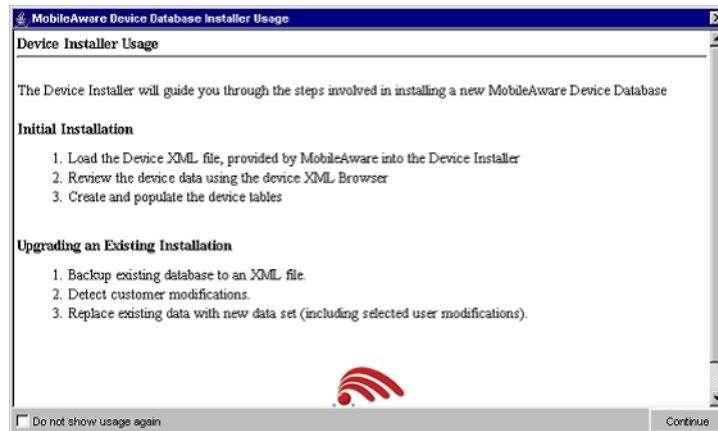 MobileAware Device Database Installer Usage
Device Installer Usage
The Device Installer will guide you through the steps involved in installing a new MobileAware Device Database
Initial Installation
1. Load the Device XML file, provided by MobileAware into the Device Installer
2. Review the device data using the device XML Browser
3. Create and populate the device tables
Upgrading an Existing Installation
1. Backup existing database to an XML file.
2. Detect customer modifications.
3. Replace existing data with new data set (including selected user modifications).
Do not show usage again
Continue